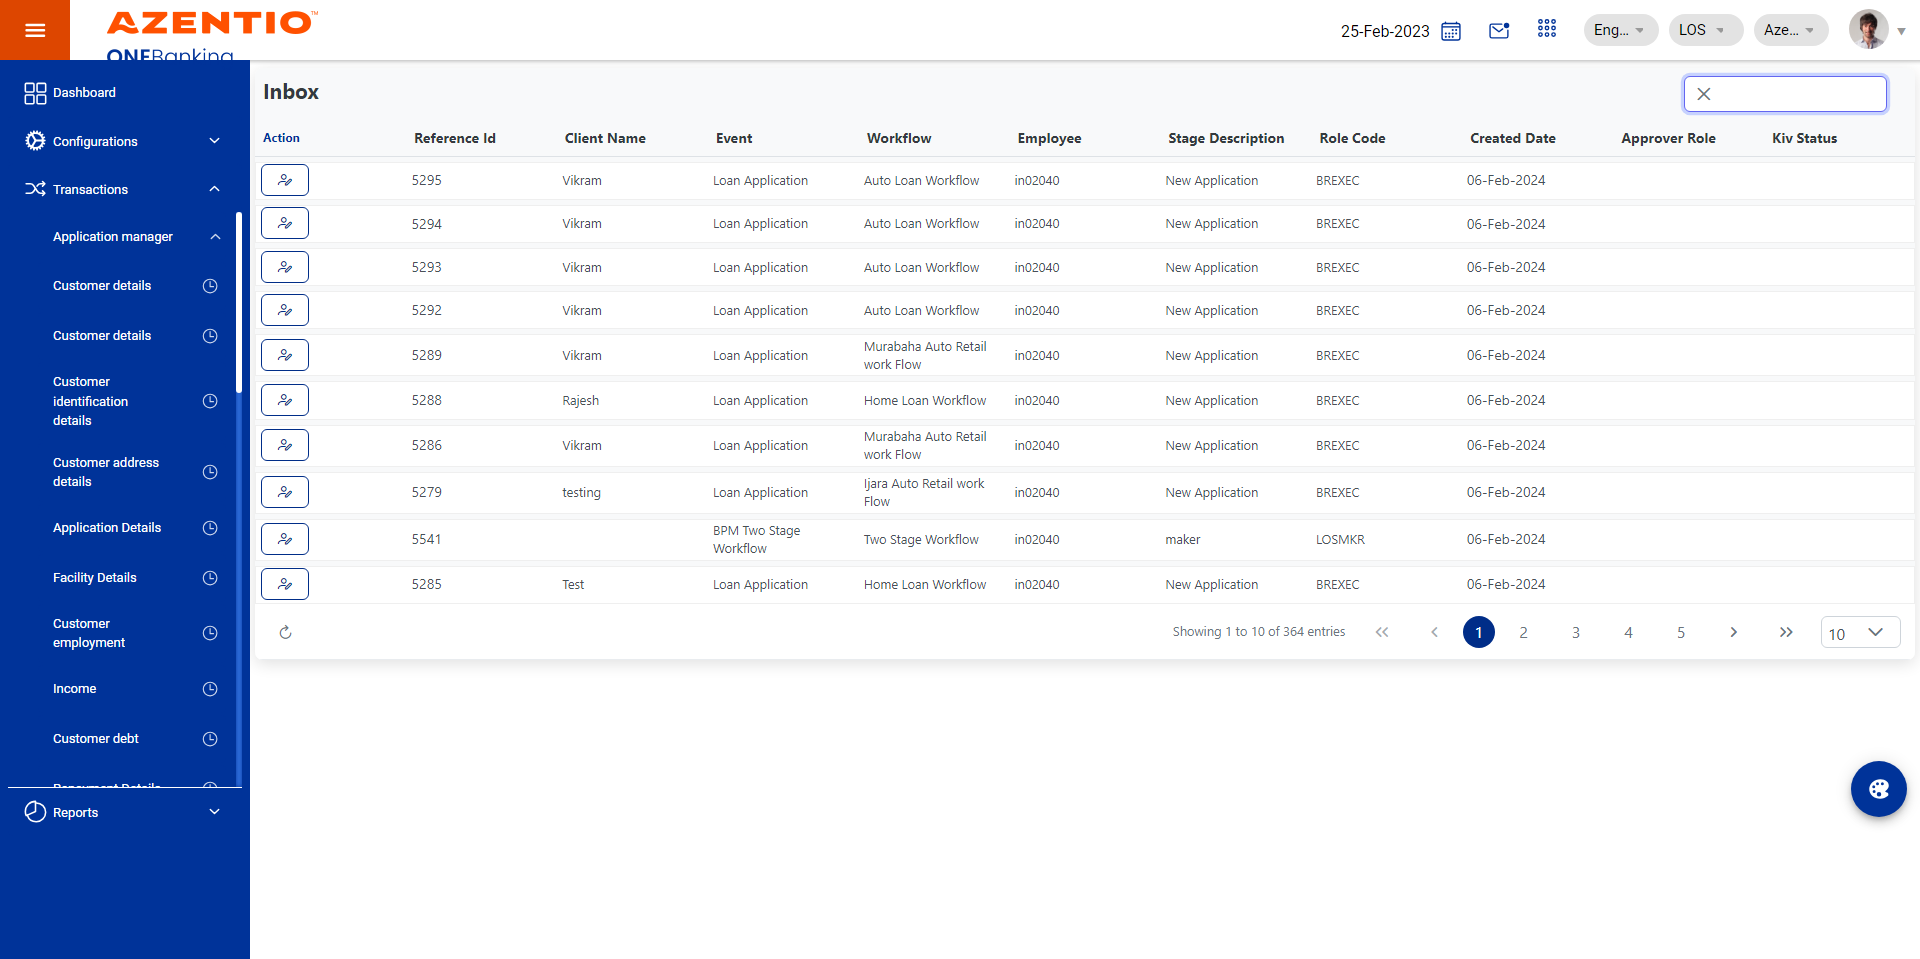 AZENTIO™
ONEBanking
25-Feb-2023
Eng...
LOS
Aze...
Dashboard
Configurations
Transactions
Application manager
Customer details
Customer details
Customer
identification
details
Customer address
details
Application Details
Facility Details
Customer
employment
Income
Customer debt
Repayment Details
Reports
Inbox
Action Reference Id Client Name Event Workflow Employee Stage Description Role Code Created Date Approver Role Kiv Status
5295 Vikram Loan Application Auto Loan Workflow in02040 New Application BREXEC 06-Feb-2024
5294 Vikram Loan Application Auto Loan Workflow in02040 New Application BREXEC 06-Feb-2024
5293 Vikram Loan Application Auto Loan Workflow in02040 New Application BREXEC 06-Feb-2024
5292 Vikram Loan Application Auto Loan Workflow in02040 New Application BREXEC 06-Feb-2024
5289 Vikram Loan Application Murabaha Auto Retail
work Flow in02040 New Application BREXEC 06-Feb-2024
5288 Rajesh Loan Application Home Loan Workflow in02040 New Application BREXEC 06-Feb-2024
5286 Vikram Loan Application Murabaha Auto Retail
work Flow in02040 New Application BREXEC 06-Feb-2024
5279 testing Loan Application Ijara Auto Retail work
Flow in02040 New Application BREXEC 06-Feb-2024
5541 BPM Two Stage
Workflow Two Stage Workflow in02040 maker LOSMKR 06-Feb-2024
5285 Test Loan Application Home Loan Workflow in02040 New Application BREXEC 06-Feb-2024
Showing 1 to 10 of 364 entries 1 2 3 4 5 10